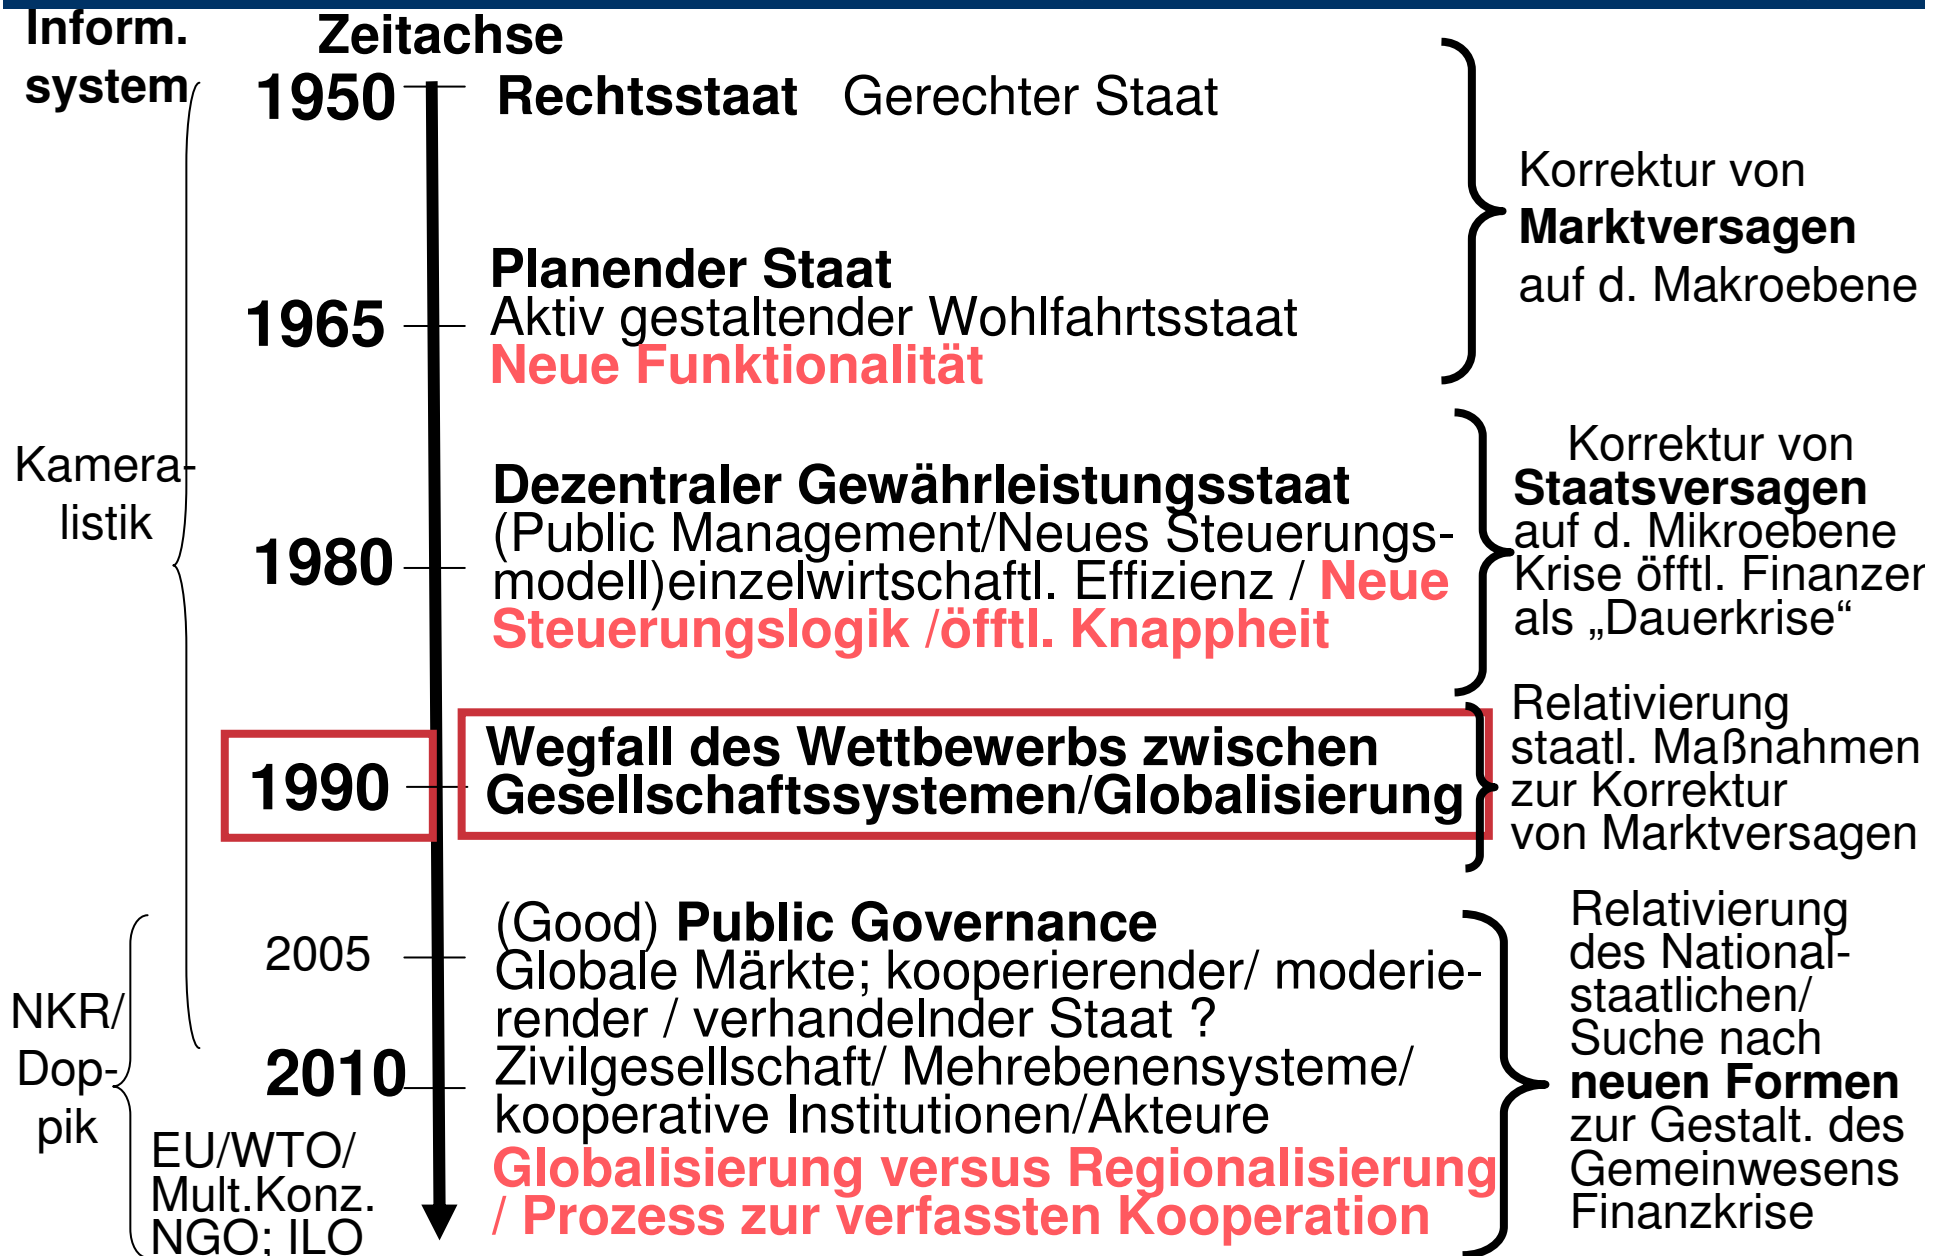 Inform.
system
Zeitachse
1950
Rechtsstaat Gerechter Staat
Korrektur von
Marktversagen
auf d. Makroebene
1965
Planender Staat
Aktiv gestaltender Wohlfahrtsstaat
Neue Funktionalität
Kamera-
listik
1980
Dezentraler Gewährleistungsstaat
(Public Management/Neues Steuerungs-
modell)einzelwirtschaftl. Effizienz / Neue
Steuerungslogik /öfftl. Knappheit
Korrektur von
Staatsversagen
auf d. Mikroebene
Krise öfftl. Finanzen
als „Dauerkrise“
1990
Wegfall des Wettbewerbs zwischen
Gesellschaftssystemen/Globalisierung
Relativierung
staatl. Maßnahmen
zur Korrektur
von Marktversagen
2005
2010
(Good) Public Governance
Globale Märkte; kooperierender/ moderie-
render / verhandelnder Staat ?
Zivilgesellschaft/ Mehrebenensysteme/
kooperative Institutionen/Akteure
Globalisierung versus Regionalisierung
/ Prozess zur verfassten Kooperation
Relativierung
des National-
staatlichen/
Suche nach
neuen Formen
zur Gestalt. des
Gemeinwesens
Finanzkrise
NKR/
Dop-
pik
EU/WTO/
Mult.Konz.
NGO; ILO